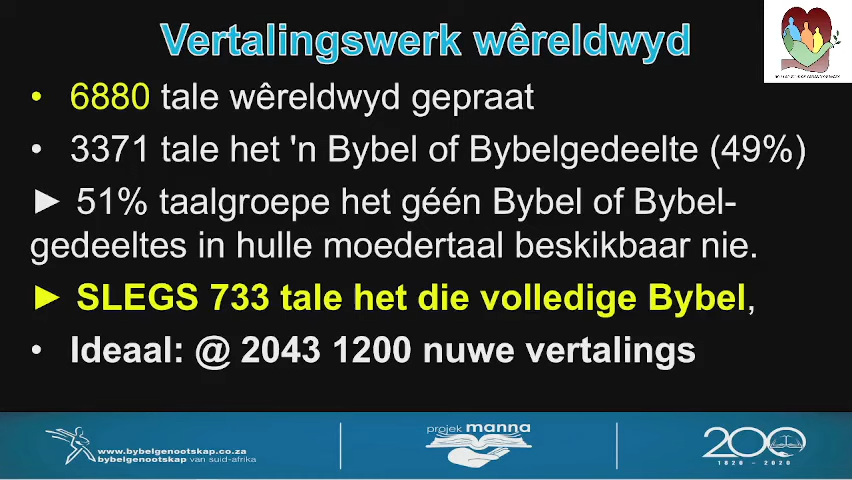 Vertalingswerk wêreldwyd
• 6880 tale wêreldwyd gepraat
• 3371 tale het 'n Bybel of Bybelgedeelte (49%)
► 51% taalgroepe het géén Bybel of Bybel-
gedeeltes in hulle moedertaal beskikbaar nie.
► SLEGS 733 tale het die volledige Bybel,
• Ideaal: @ 2043 1200 nuwe vertalings
www.bybelgenootskap.co.za
bybelgenootskap van suid-afrika
projek manna
200
1820 - 2020